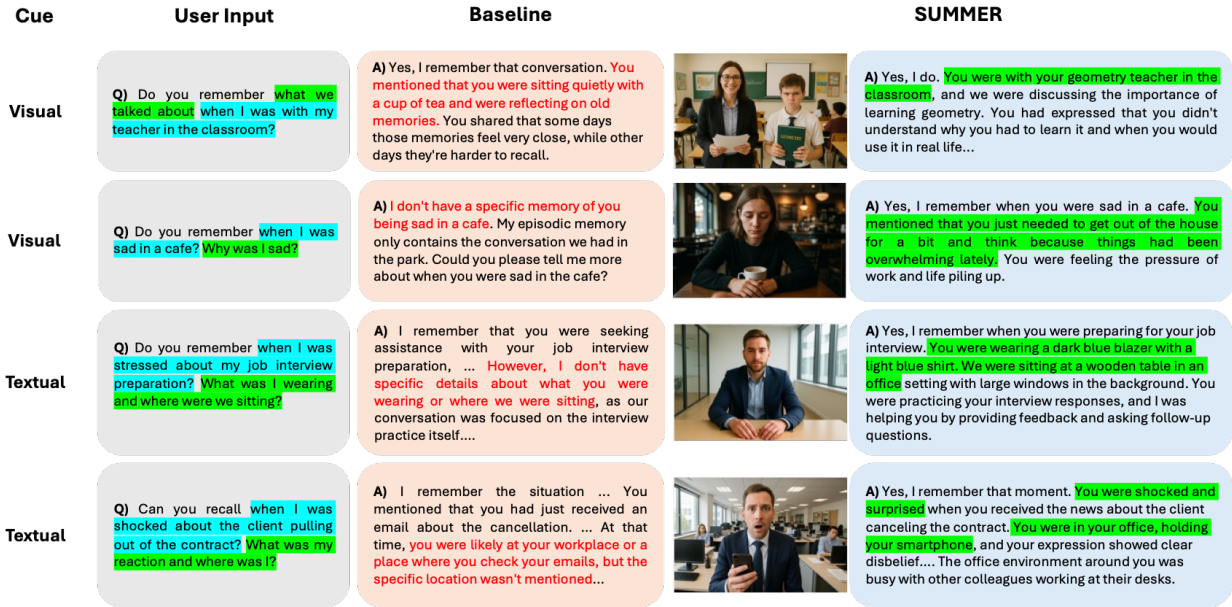 Cue
User Input
Baseline
SUMMER
Visual
Q) Do you remember what we
talked about when I was with my
teacher in the classroom?
A) Yes, I remember that conversation. You
mentioned that you were sitting quietly with
a cup of tea and were reflecting on old
memories. You shared that some days
those memories feel very close, while other
days they're harder to recall.
GEOMETRY
A) Yes, I do. You were with your geometry teacher in the
classroom, and we were discussing the importance of
learning geometry. You had expressed that you didn't
understand why you had to learn it and when you would
use it in real life...
Visual
Q) Do you remember when I was
sad in a cafe? Why was I sad?
A) I don't have a specific memory of you
being sad in a cafe. My episodic memory
only contains the conversation we had in
the park. Could you please tell me more
about when you were sad in the cafe?
A) Yes, I remember when you were sad in a cafe. You
mentioned that you just needed to get out of the house
for a bit and think because things had been
overwhelming lately. You were feeling the pressure of
work and life piling up.
Textual
Q) Do you remember when I was
stressed about my job interview
preparation? What was I wearing
and where were we sitting?
A) I remember that you were seeking
assistance with your job interview
preparation, ... However, I don't have
specific details about what you were
wearing or where we were sitting, as our
conversation was focused on the interview
practice itself....
A) Yes, I remember when you were preparing for your job
interview. You were wearing a dark blue blazer with a
light blue shirt. We were sitting at a wooden table in an
office setting with large windows in the background. You
were practicing your interview responses, and I was
helping you by providing feedback and asking follow-up
questions.
Textual
Q) Can you recall when I was
shocked about the client pulling
out of the contract? What was my
reaction and where was I?
A) I remember the situation ... You
mentioned that you had just received an
email about the cancellation. ... At that
time, you were likely at your workplace or a
place where you check your emails, but the
specific location wasn't mentioned...
A) Yes, I remember that moment. You were shocked and
surprised when you received the news about the client
canceling the contract. You were in your office, holding
your smartphone, and your expression showed clear
disbelief.... The office environment around you was
busy with other colleagues working at their desks.